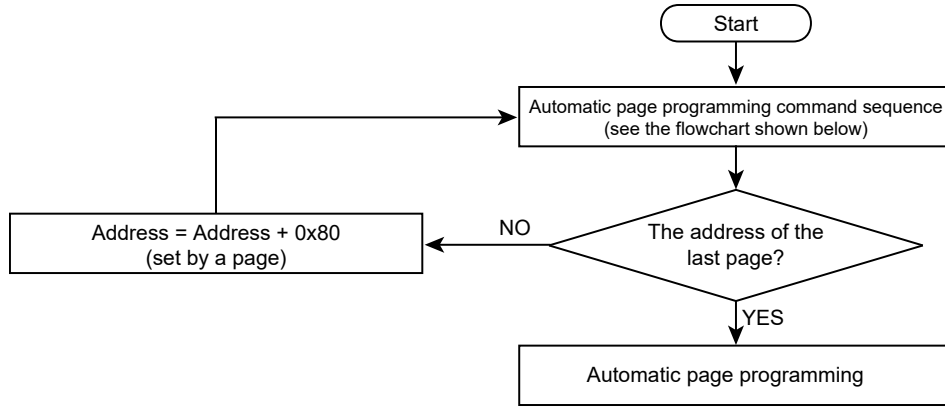 Start
Automatic page programming command sequence
(see the flowchart shown below)
The address of the
last page?
NO
Address = Address + 0x80
(set by a page)
YES
Automatic page programming